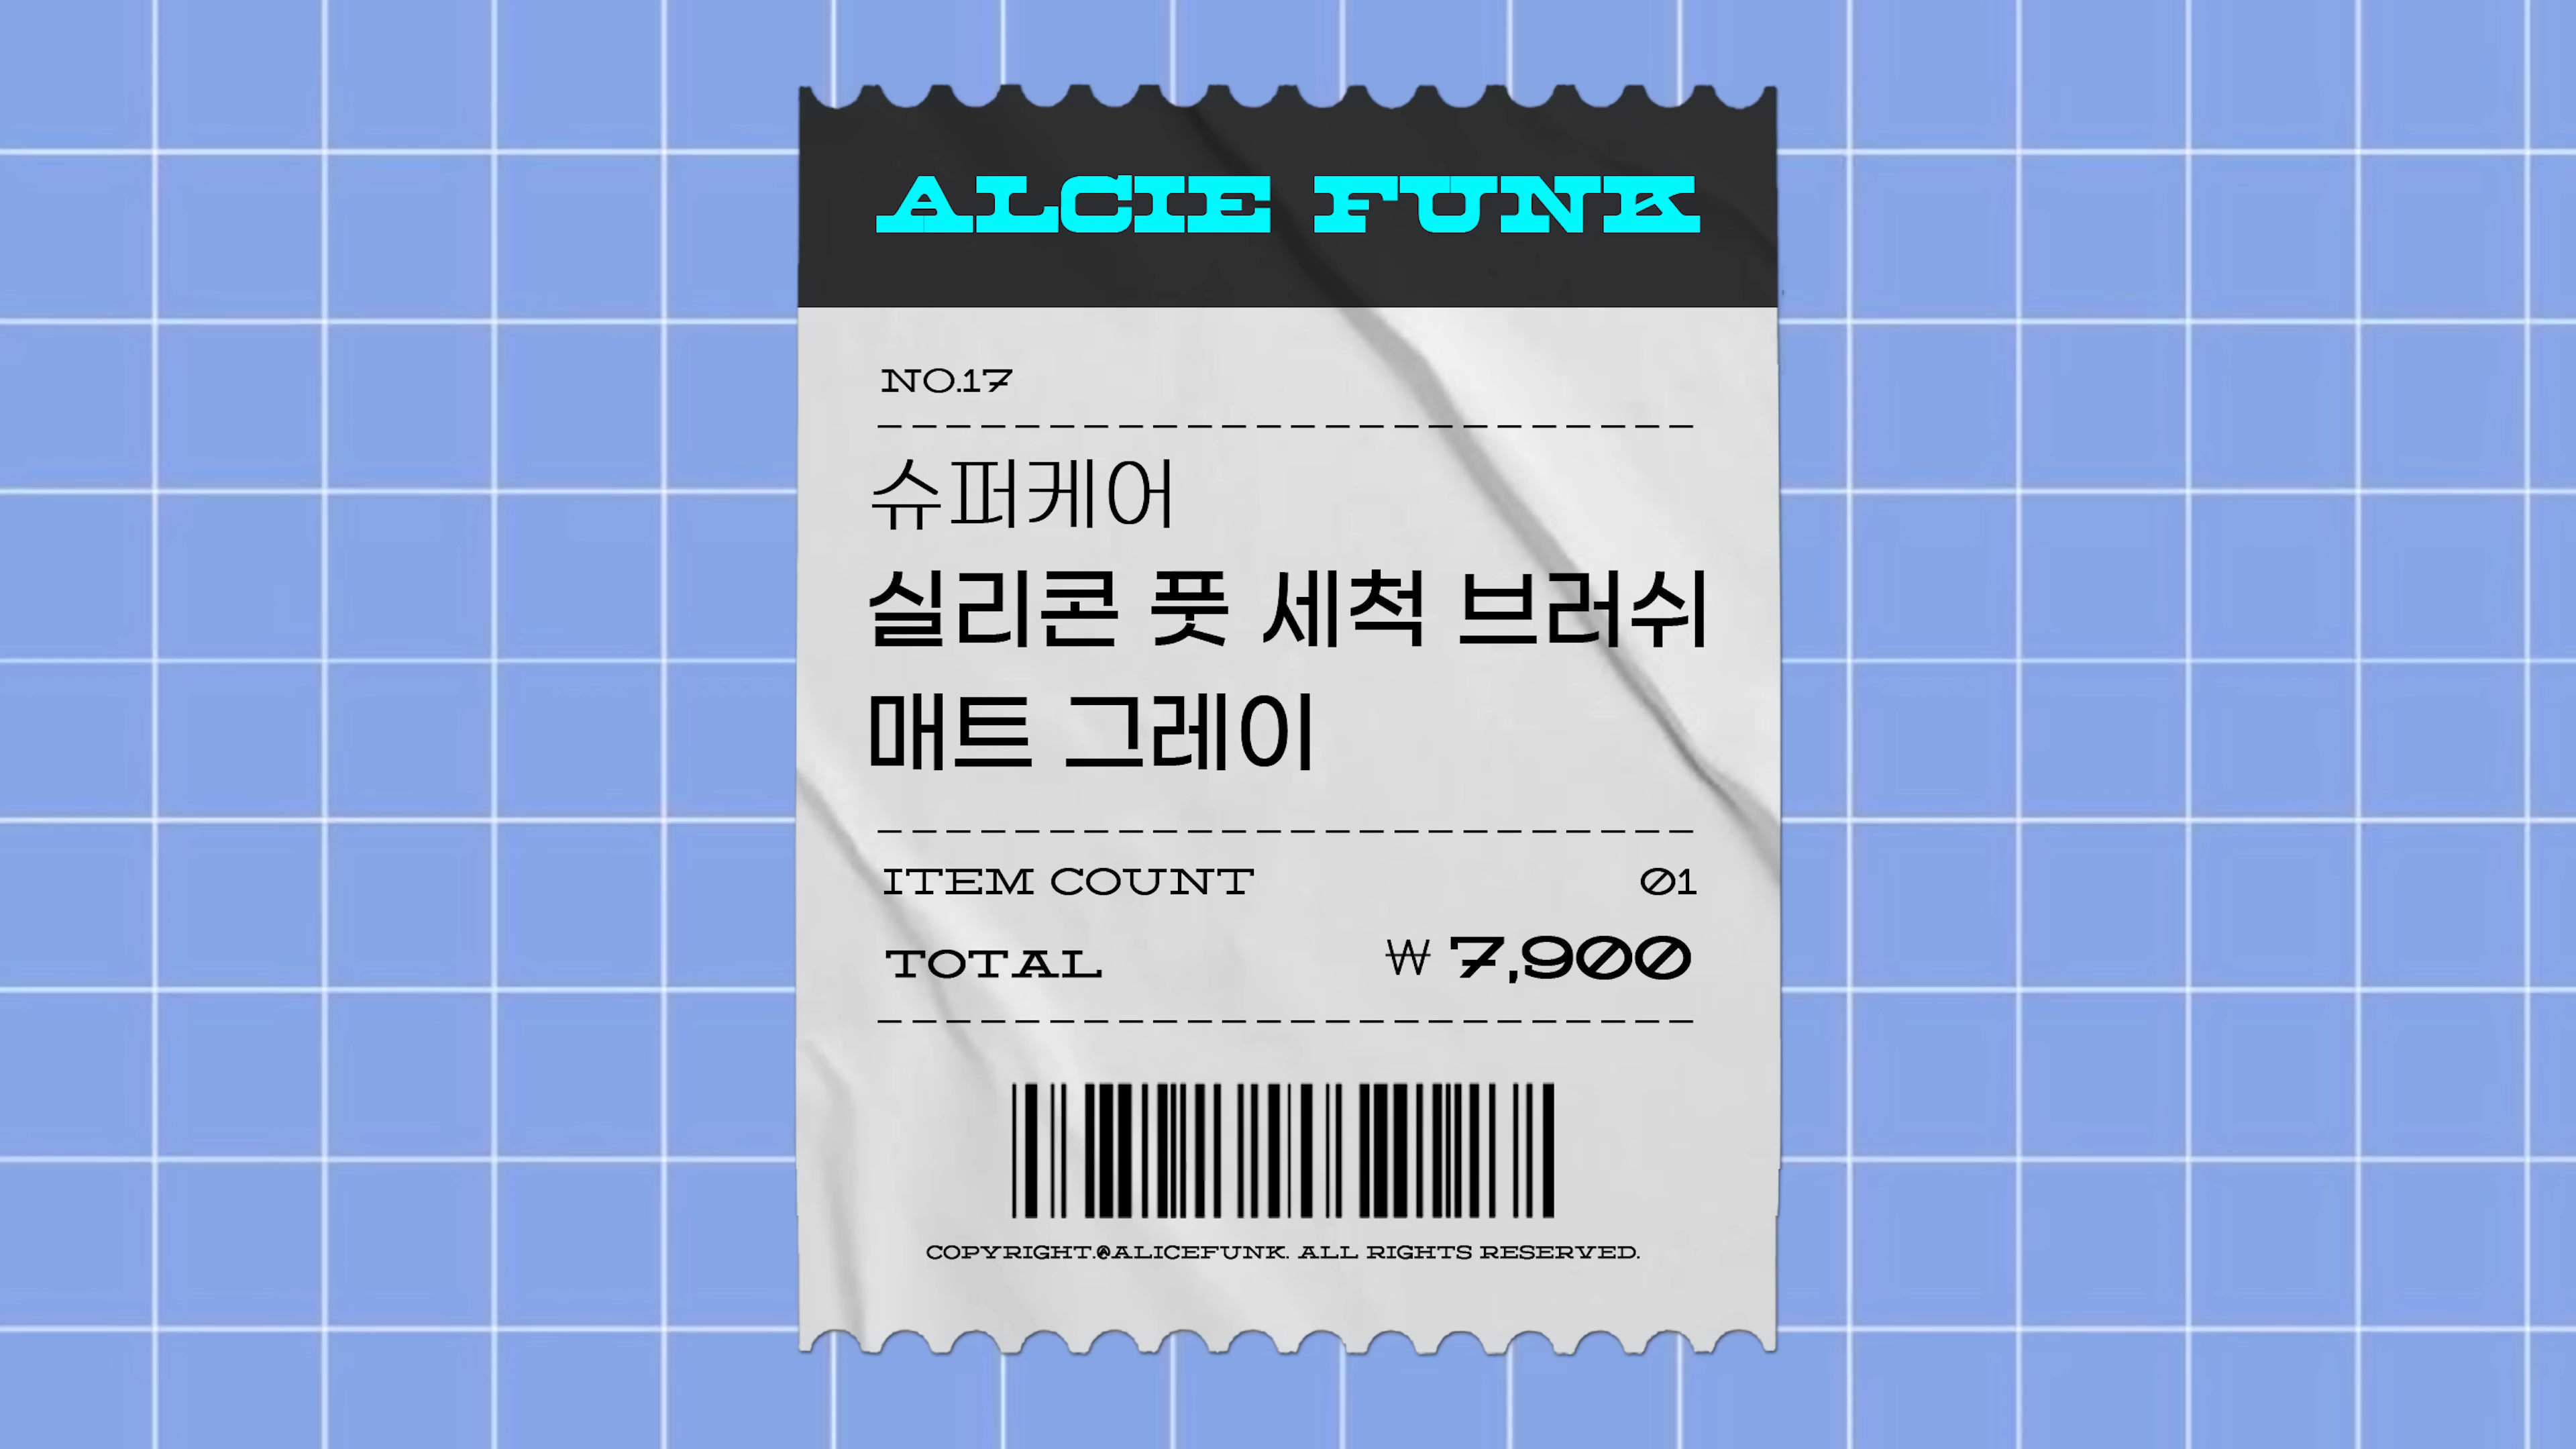 ALCIE FUNK
NO.17
슈퍼케어
실리콘 풋 세척 브러쉬
매트 그레이
ITEM COUNT 01
TOTAL ₩ 7,900
COPYRIGHT.@ALICEFUNK. ALL RIGHTS RESERVED.